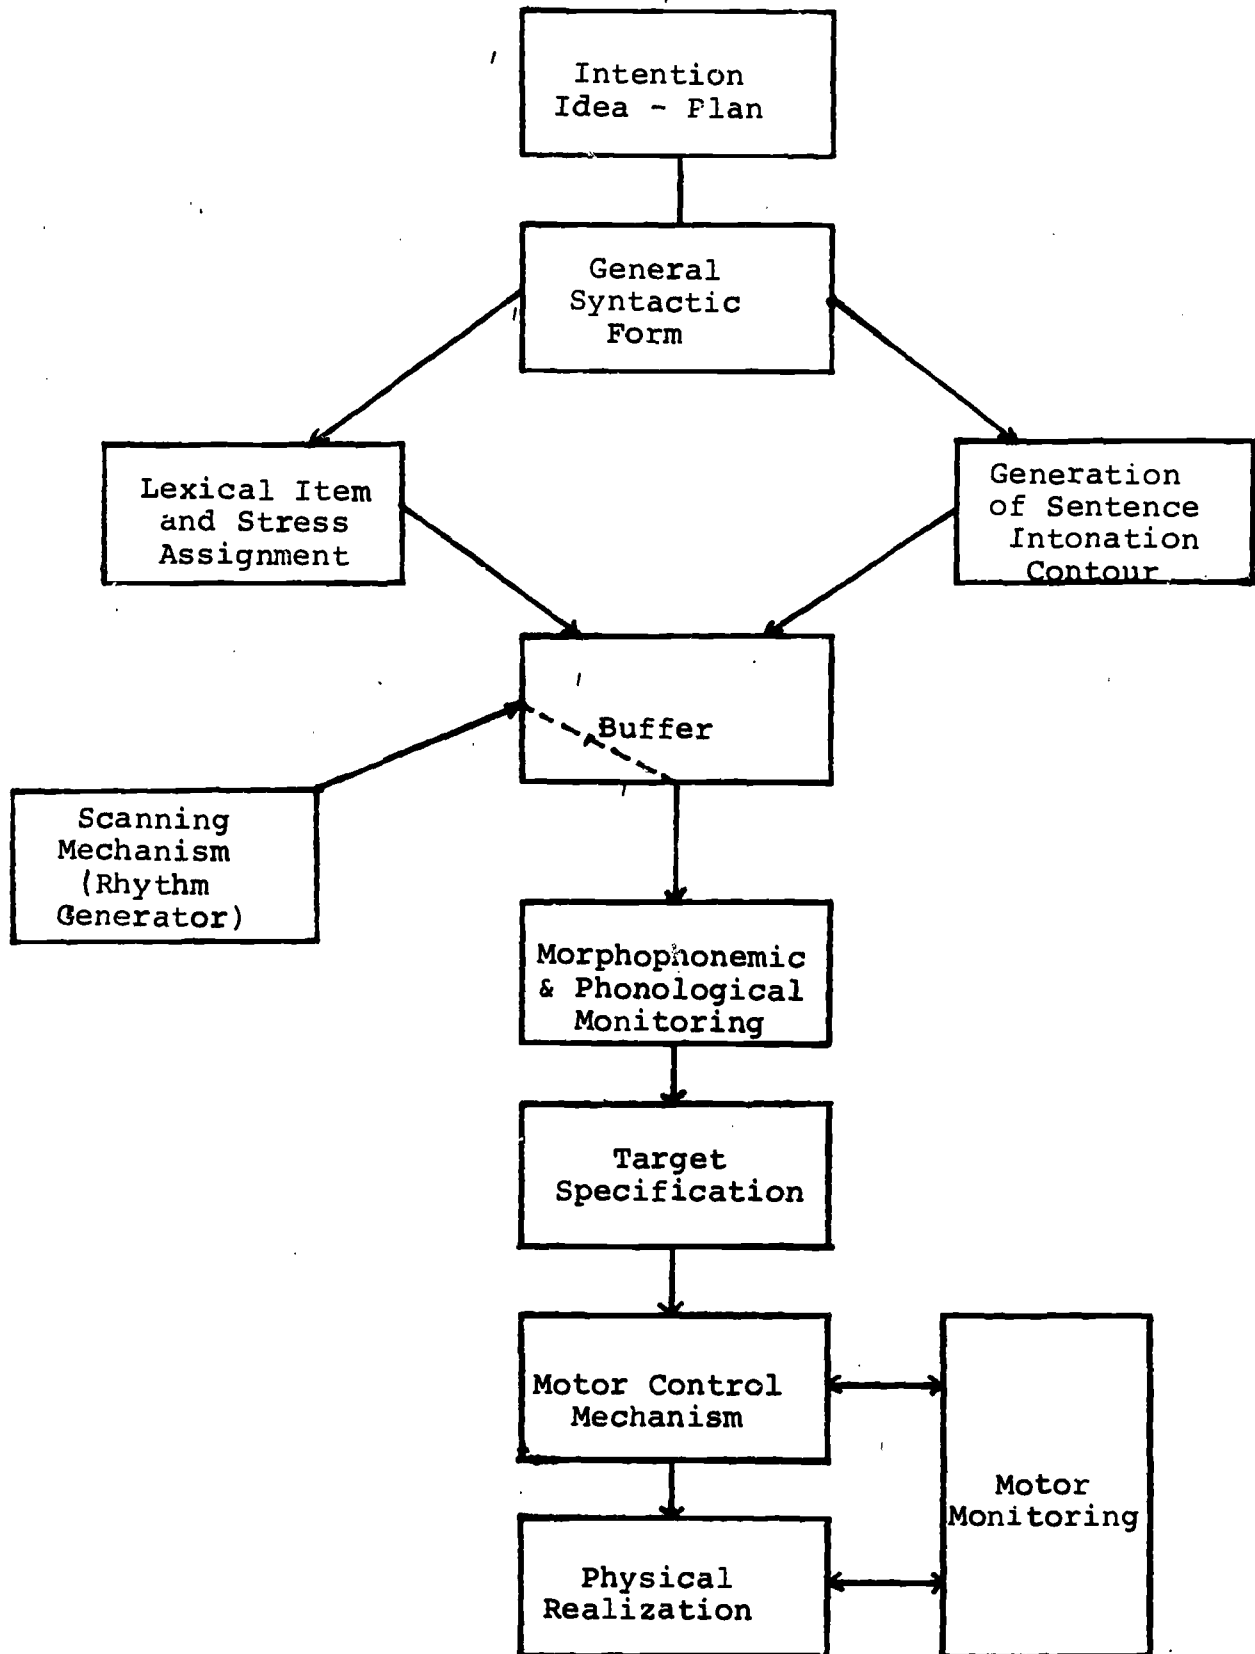 Intention
Idea - Plan
General
Syntactic
Form
Lexical Item
and Stress
Assignment
Generation
of Sentence
Intonation
Contour
Buffer
Scanning
Mechanism
(Rhythm
Generator)
Morphophonemic
& Phonological
Monitoring
Target
Specification
Motor Control
Mechanism
Motor
Monitoring
Physical
Realization